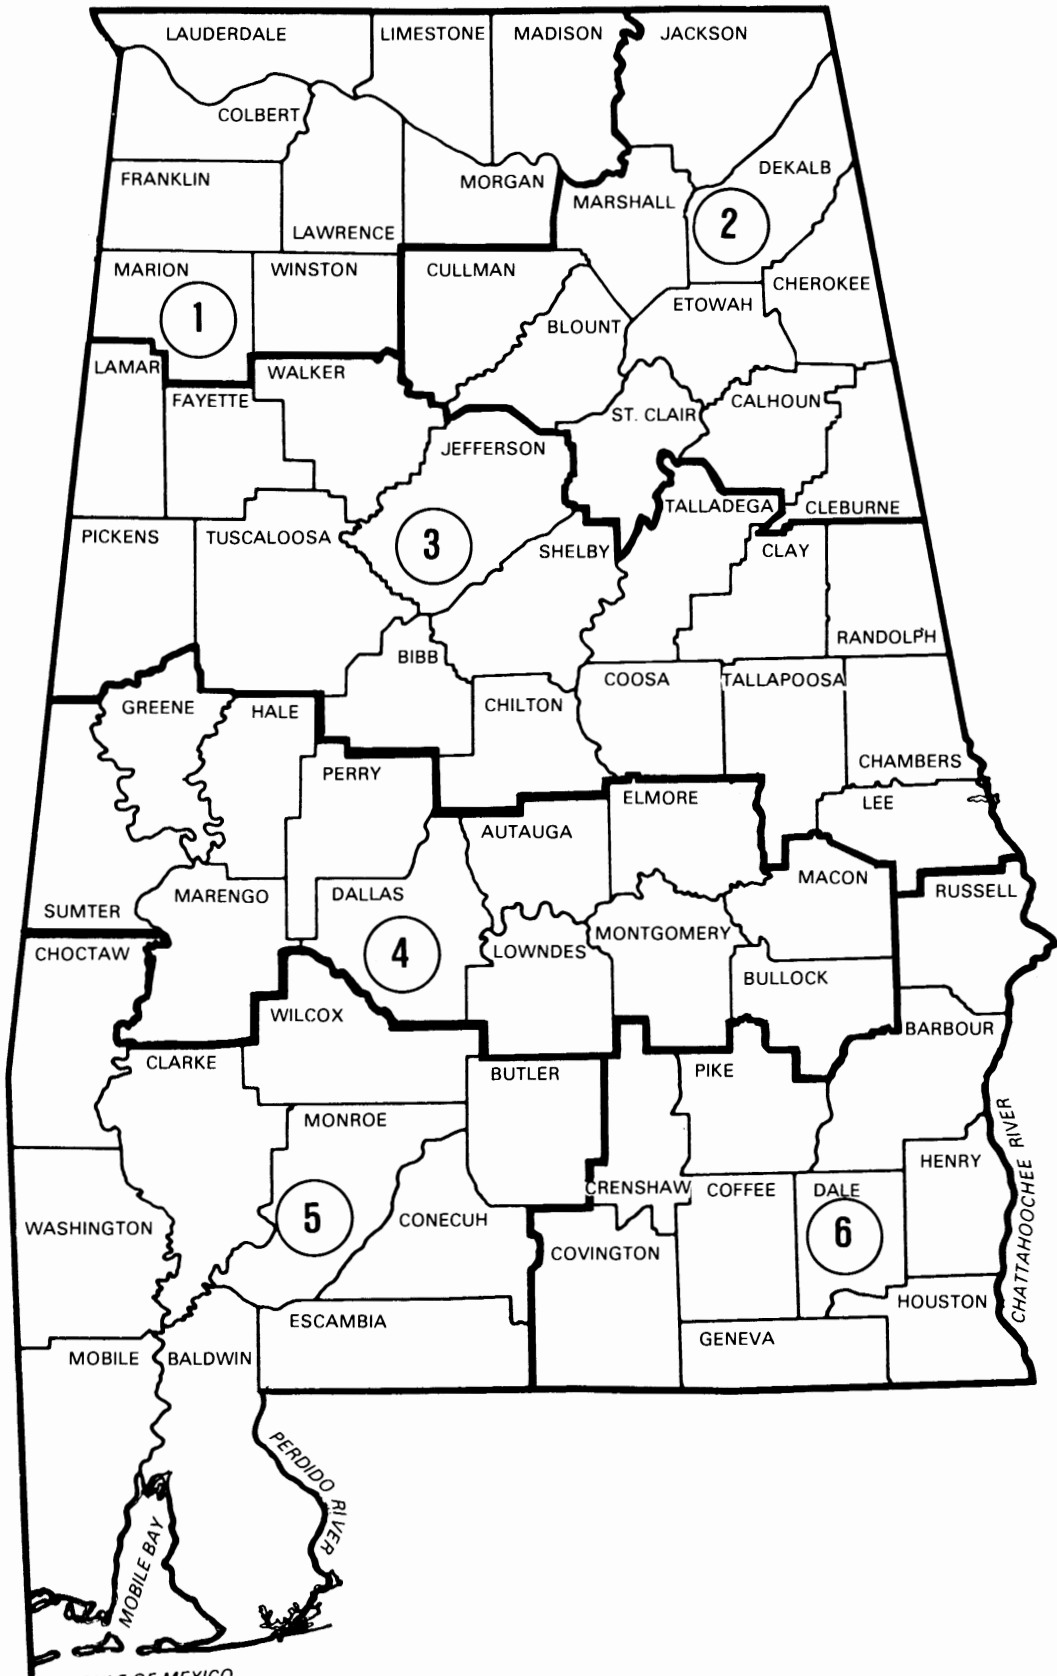 LAUDERDALE
LIMESTONE
MADISON
JACKSON
COLBERT
DEKALB
FRANKLIN
MORGAN
MARSHALL
2
LAWRENCE
MARION
WINSTON
CULLMAN
CHEROKEE
ETOWAH
1
BLOUNT
LAMAR
WALKER
FAYETTE
ST. CLAIR
CALHOUN
JEFFERSON
TALLADEGA
CLEBURNE
PICKENS
TUSCALOOSA
3
SHELBY
CLAY
RANDOLPH
BIBB
COOSA
TALLAPOOSA
GREENE
HALE
CHILTON
CHAMBERS
PERRY
ELMORE
LEE
AUTAUGA
MACON
RUSSELL
MARENGO
DALLAS
SUMTER
MONTGOMERY
CHOCTAW
4
LOWNDES
BULLOCK
WILCOX
BARBOUR
CLARKE
BUTLER
PIKE
MONROE
CHATTAHOOCHEE RIVER
HENRY
CRENSHAW
COFFEE
DALE
WASHINGTON
5
CONECUH
6
COVINGTON
HOUSTON
ESCAMBIA
GENEVA
MOBILE
BALDWIN
PERDIDO RIVER
MOBILE BAY
OF MEXICO